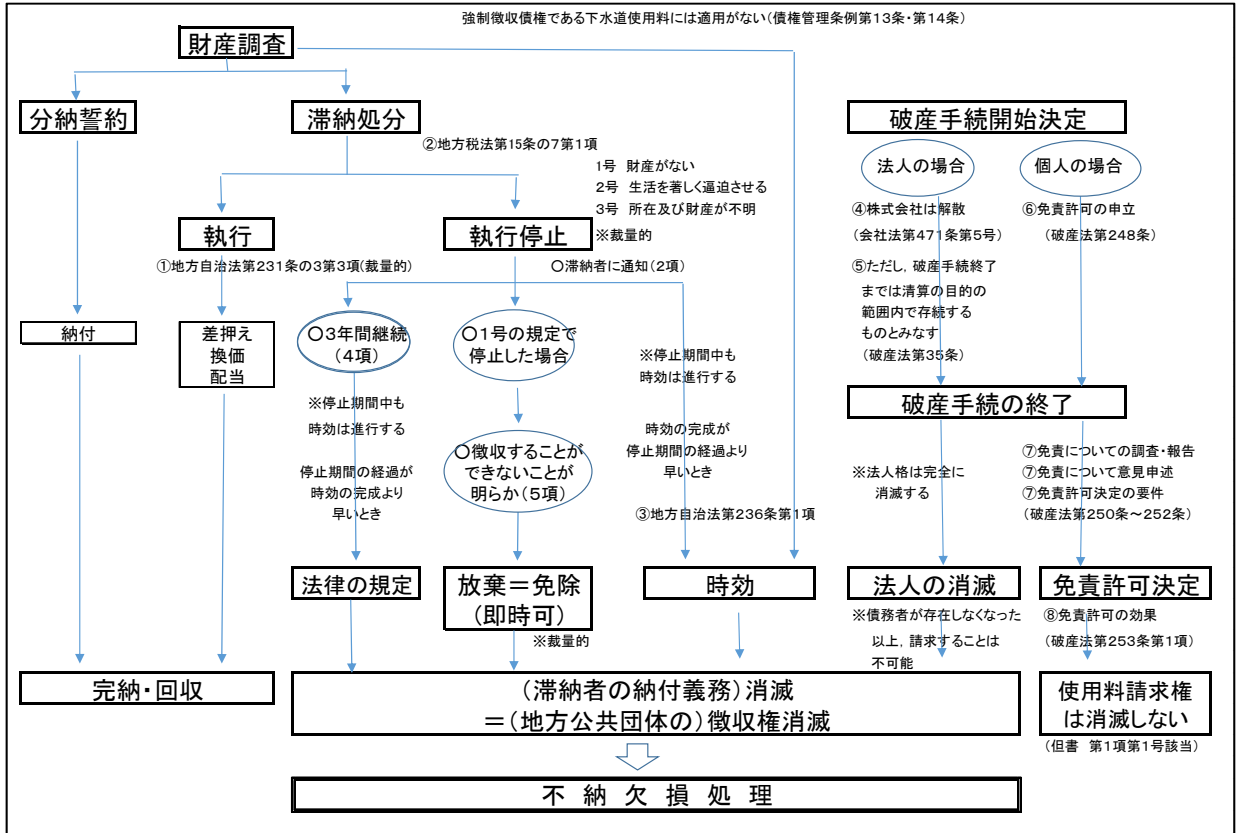 強制徴収債権である下水道使用料には適用がない(債権管理条例第13条・第14条)
財産調査
分納誓約
滞納処分
破産手続開始決定
②地方税法第15条の7第1項
1号 財産がない
2号 生活を著しく逼迫させる
3号 所在及び財産が不明
法人の場合
個人の場合
執行
執行停止
※裁量的
④株式会社は解散
(会社法第471条第5号)
⑥免責許可の申立
(破産法第248条)
①地方自治法第231条の3第3項(裁量的)
○滞納者に通知(2項)
⑤ただし,破産手続終了
までは清算の目的の
範囲内で存続する
ものとみなす
(破産法第35条)
納付
差押え
換価
配当
○3年間継続
(4項)
○1号の規定で
停止した場合
※停止期間中も
時効は進行する
※停止期間中も
時効は進行する
破産手続の終了
停止期間の経過が
時効の完成より
早いとき
○徴収することが
できないことが
明らか(5項)
時効の完成が
停止期間の経過より
早いとき
※法人格は完全に
消滅する
⑦免責についての調査・報告
⑦免責について意見申述
⑦免責許可決定の要件
(破産法第250条~252条)
③地方自治法第236条第1項
法律の規定
放棄=免除
(即時可)
時効
法人の消滅
免責許可決定
※裁量的
※債務者が存在しなくなった
以上,請求することは
不可能
⑧免責許可の効果
(破産法第253条第1項)
完納・回収
(滞納者の納付義務)消滅
=(地方公共団体の)徴収権消滅
使用料請求権
は消滅しない
(但書 第1項第1号該当)
不納欠損処理